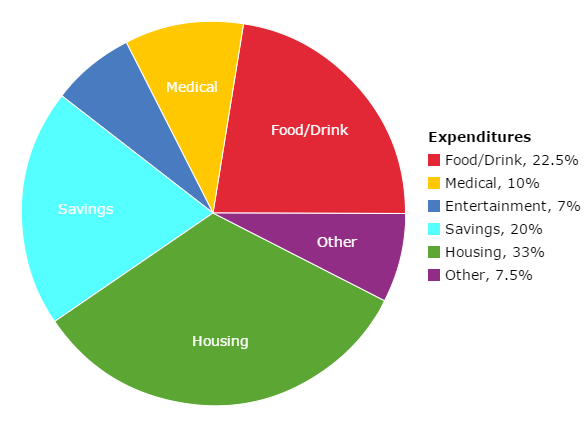 Medical
Food/Drink
Savings
Other
Housing
Expenditures
Food/Drink, 22.5%
Medical, 10%
Entertainment, 7%
Savings, 20%
Housing, 33%
Other, 7.5%